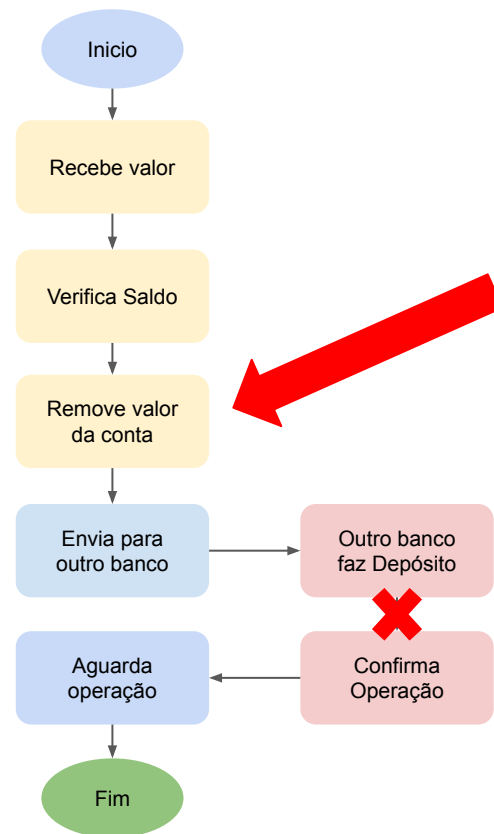 Inicio
Recebe valor
Verifica Saldo
Remove valor
da conta
Envia para
outro banco
Outro banco
faz Depósito
Aguarda
operação
Confirma
Operação
Fim